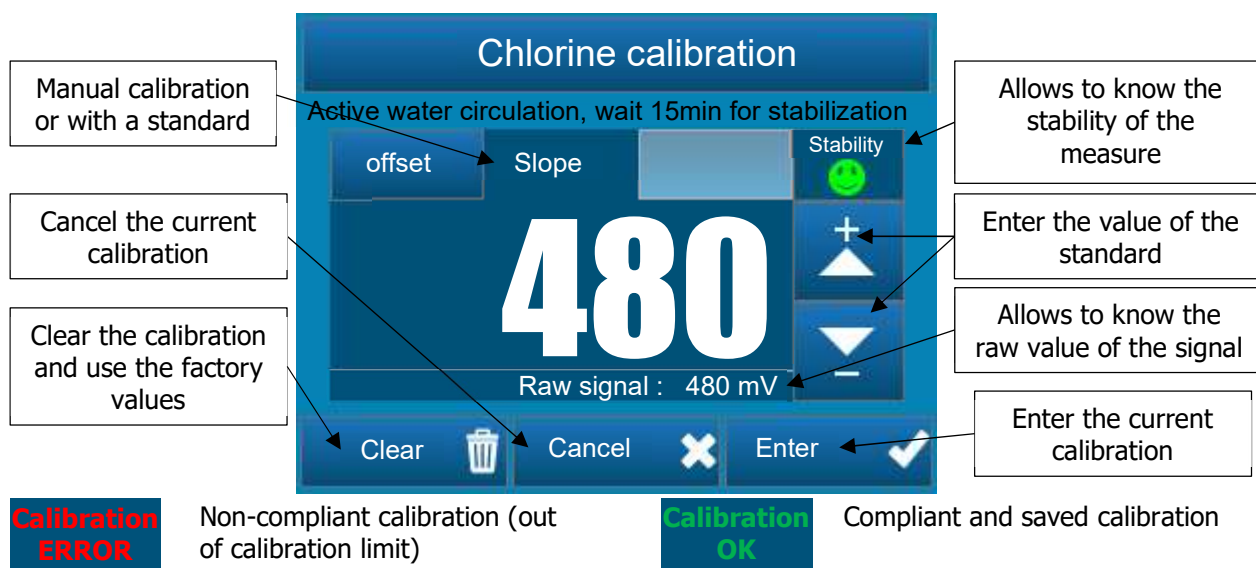 Chlorine calibration
Manual calibration
or with a standard
Active water circulation, wait 15min for stabilization
Allows to know the
stability of the
measure
offset
Slope
Stability
Cancel the current
calibration
480
+
Enter the value of the
standard
Clear the calibration
and use the factory
values
Allows to know the
raw value of the signal
−
Raw signal : 480 mV
Enter the current
calibration
Clear
Cancel
Enter
Calibration
ERROR
Non-compliant calibration (out
of calibration limit)
Calibration
OK
Compliant and saved calibration